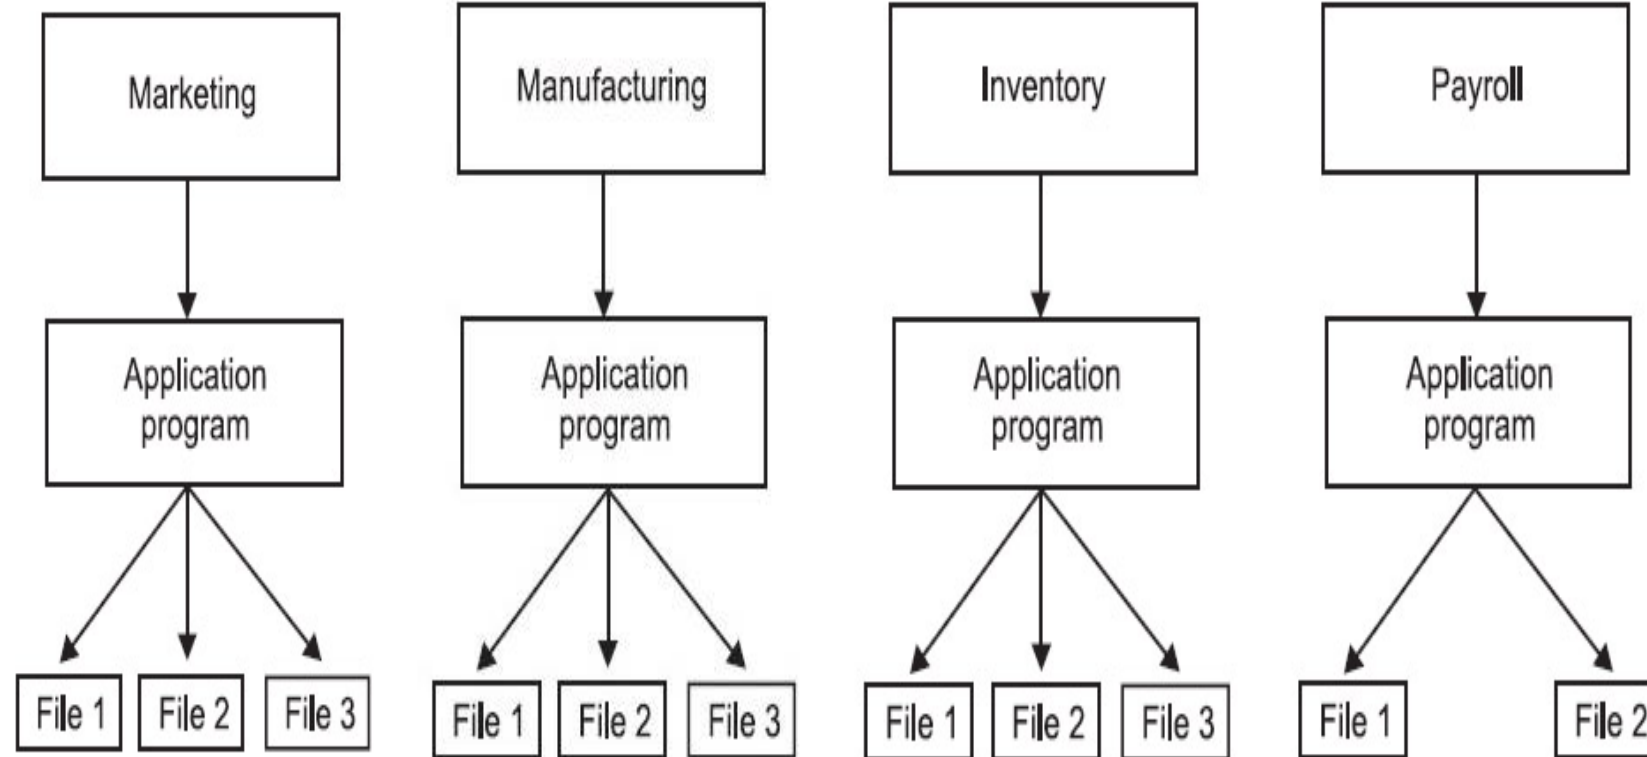 Marketing
Manufacturing
Inventory
Payroll
Application
program
Application
program
Application
program
Application
program
File 1
File 2
File 3
File 1
File 2
File 3
File 1
File 2
File 3
File 1
File 2